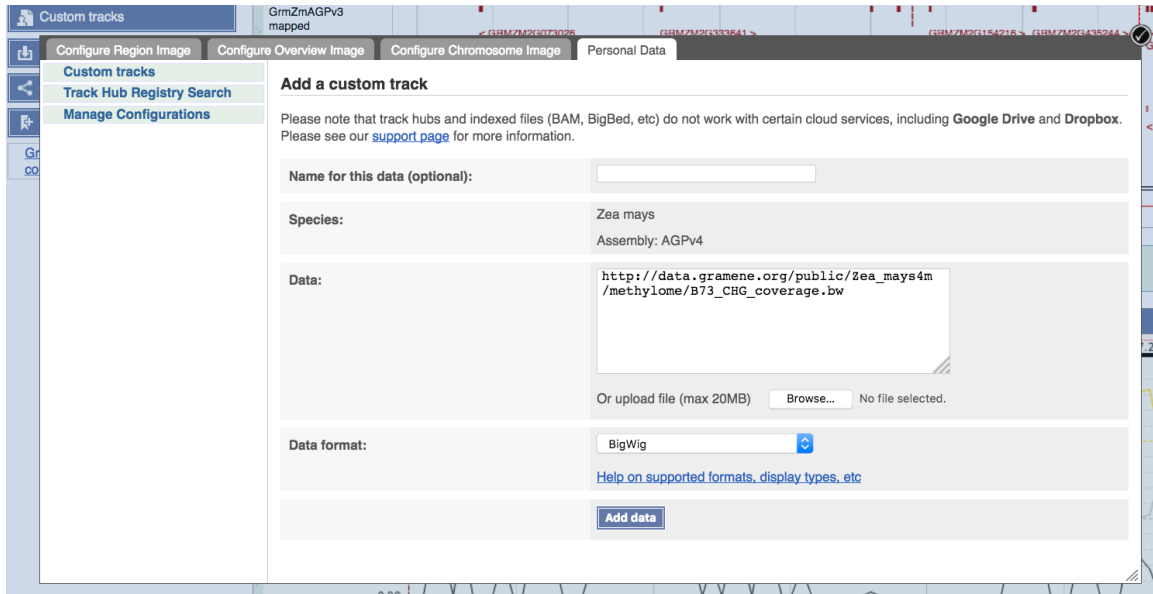 Custom tracks
GrmZmAGPv3
mapped
< GRMZM2G073026
GRMZM2G333641 >
GRMZM2G154216 >
GRMZM2G435244 >
Configure Region Image
Configure Overview Image
Configure Chromosome Image
Personal Data
Custom tracks
Track Hub Registry Search
Manage Configurations
Gr
co
Add a custom track
Please note that track hubs and indexed files (BAM, BigBed, etc) do not work with certain cloud services, including Google Drive and Dropbox.
Please see our support page for more information.
Name for this data (optional):
Species:
Zea mays
Assembly: AGPv4
Data:
http://data.gramene.org/public/Zea_mays4m
/methylome/B73_CHG_coverage.bw
Or upload file (max 20MB)
Browse...
No file selected.
Data format:
BigWig
Help on supported formats, display types, etc
Add data